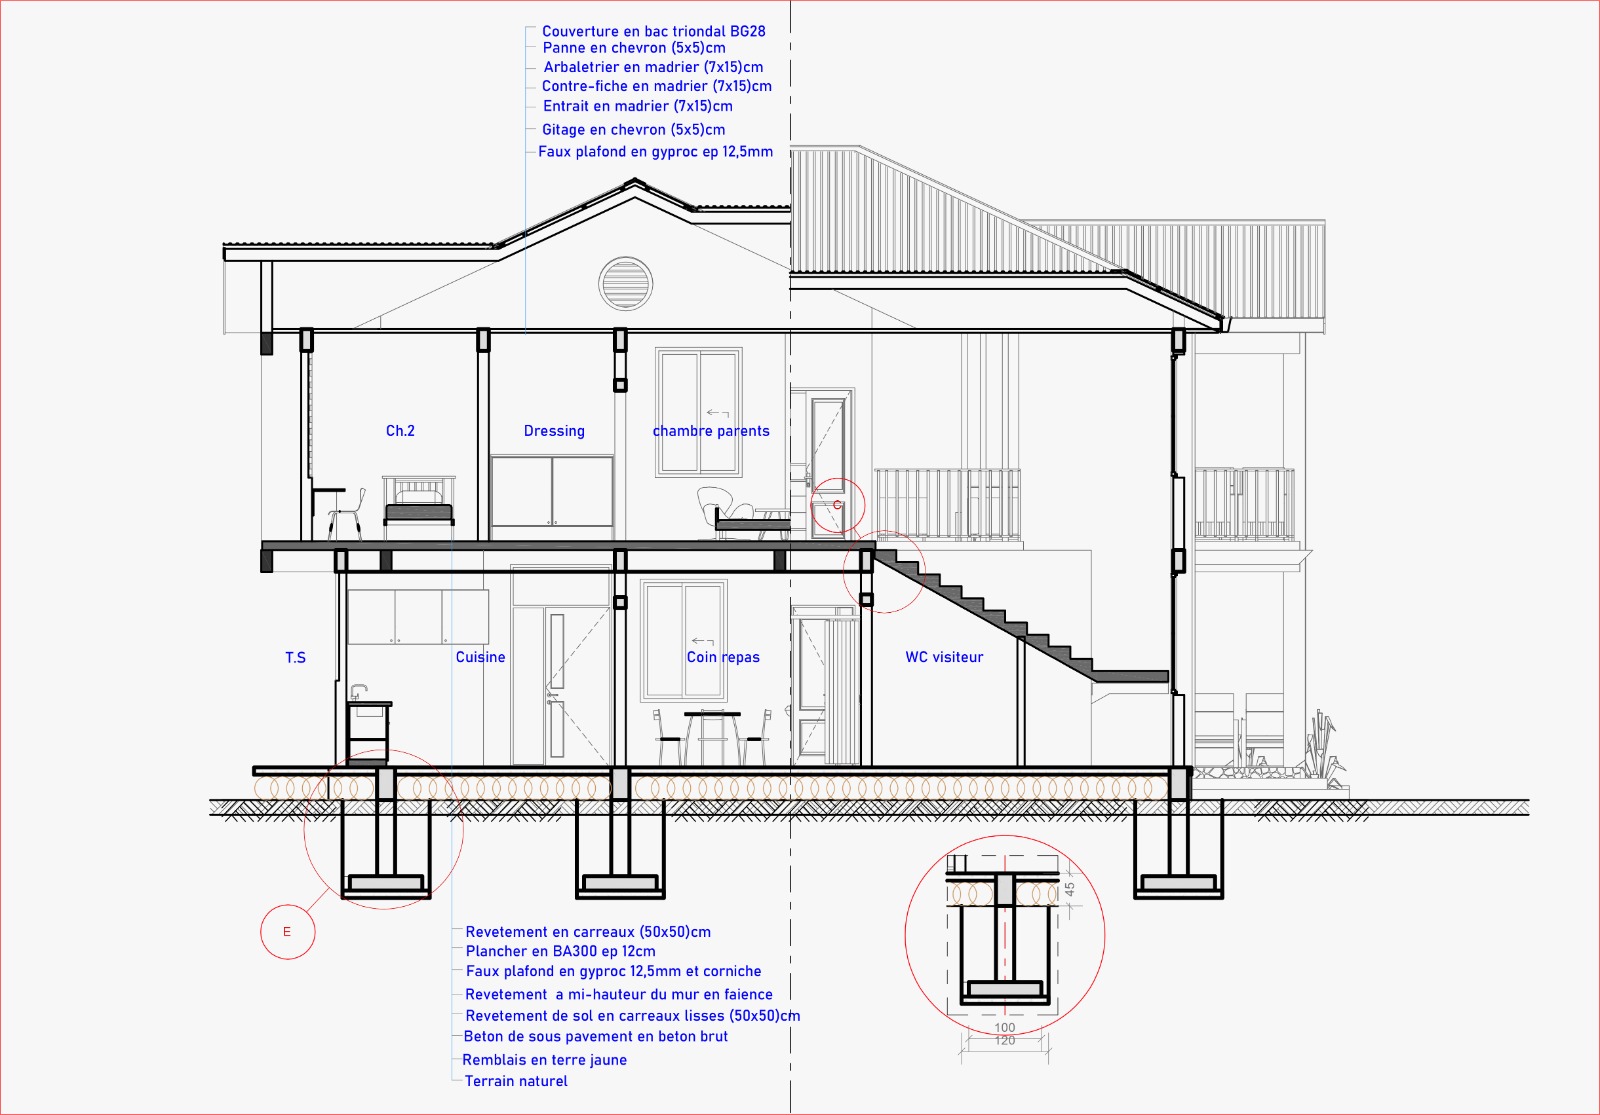 Couverture en bac triondal BG28
Panne en chevron (5x5)cm
Arbaletrier en madrier (7x15)cm
Contre-fiche en madrier (7x15)cm
Entrait en madrier (7x15)cm
Gitage en chevron (5x5)cm
Faux plafond en gyproc ep 12,5mm
Ch.2
Dressing
chambre parents
C
T.S
Cuisine
Coin repas
WC visiteur
E
45
100
120
Revetement en carreaux (50x50)cm
Plancher en BA300 ep 12cm
Faux plafond en gyproc 12,5mm et corniche
Revetement  a mi-hauteur du mur en faience
Revetement de sol en carreaux lisses (50x50)cm
Beton de sous pavement en beton brut
Remblais en terre jaune
Terrain naturel